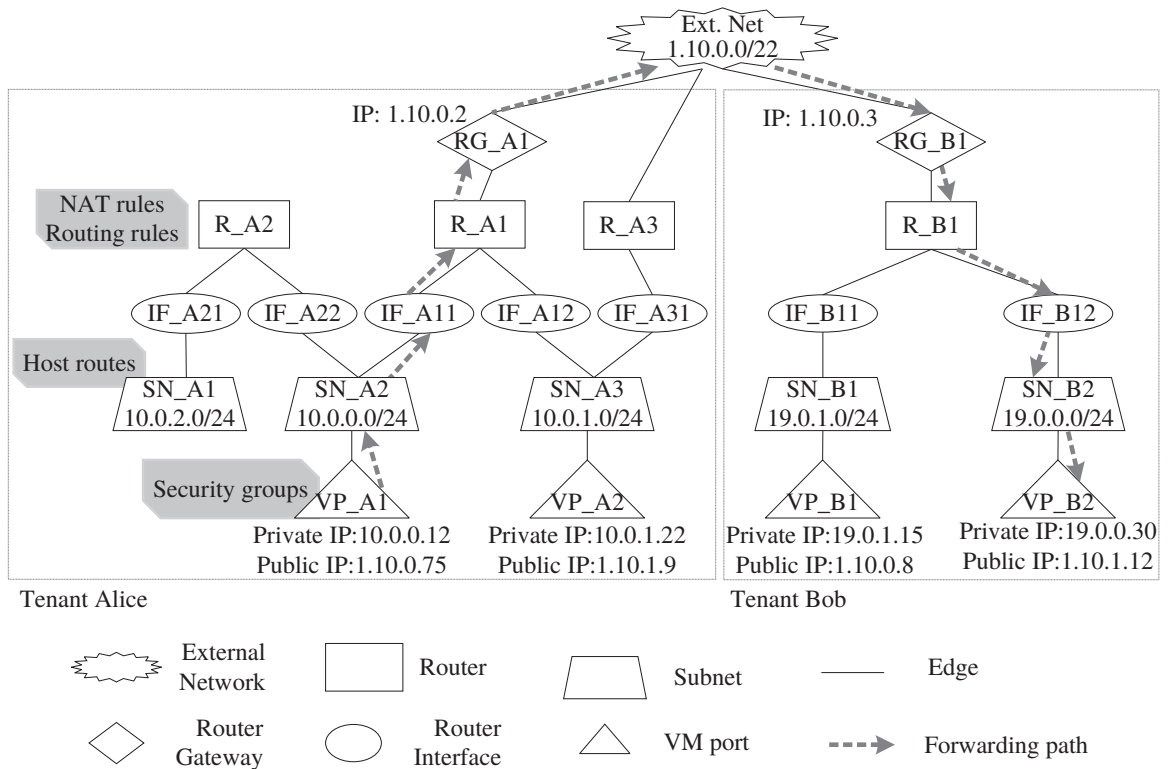 Ext. Net
1.10.0.0/22
IP: 1.10.0.2
IP: 1.10.0.3
RG_A1
RG_B1
NAT rules
Routing rules
R_A2
R_A1
R_A3
R_B1
IF_A21
IF_A22
IF_A11
IF_A12
IF_A31
IF_B11
IF_B12
Host routes
SN_A1
10.0.2.0/24
SN_A2
10.0.0.0/24
SN_A3
10.0.1.0/24
SN_B1
19.0.1.0/24
SN_B2
19.0.0.0/24
Security groups
VP_A1
VP_A2
VP_B1
VP_B2
Private IP:10.0.0.12
Public IP:1.10.0.75
Private IP:10.0.1.22
Public IP:1.10.1.9
Private IP:19.0.1.15
Public IP:1.10.0.8
Private IP:19.0.0.30
Public IP:1.10.1.12
Tenant Alice
Tenant Bob
External
Network
Router
Subnet
Edge
Router
Gateway
Router
Interface
VM port
Forwarding path